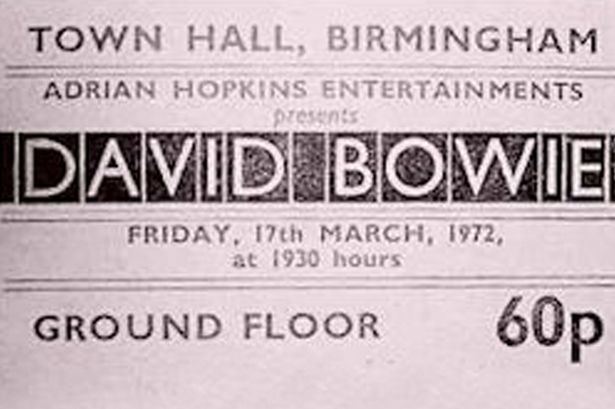 TOWN HALL, BIRMINGHAM
ADRIAN HOPKINS ENTERTAINMENTS
presents
DAVID BOWIE
FRIDAY, 17th MARCH, 1972,
at 1930 hours
GROUND FLOOR 60p